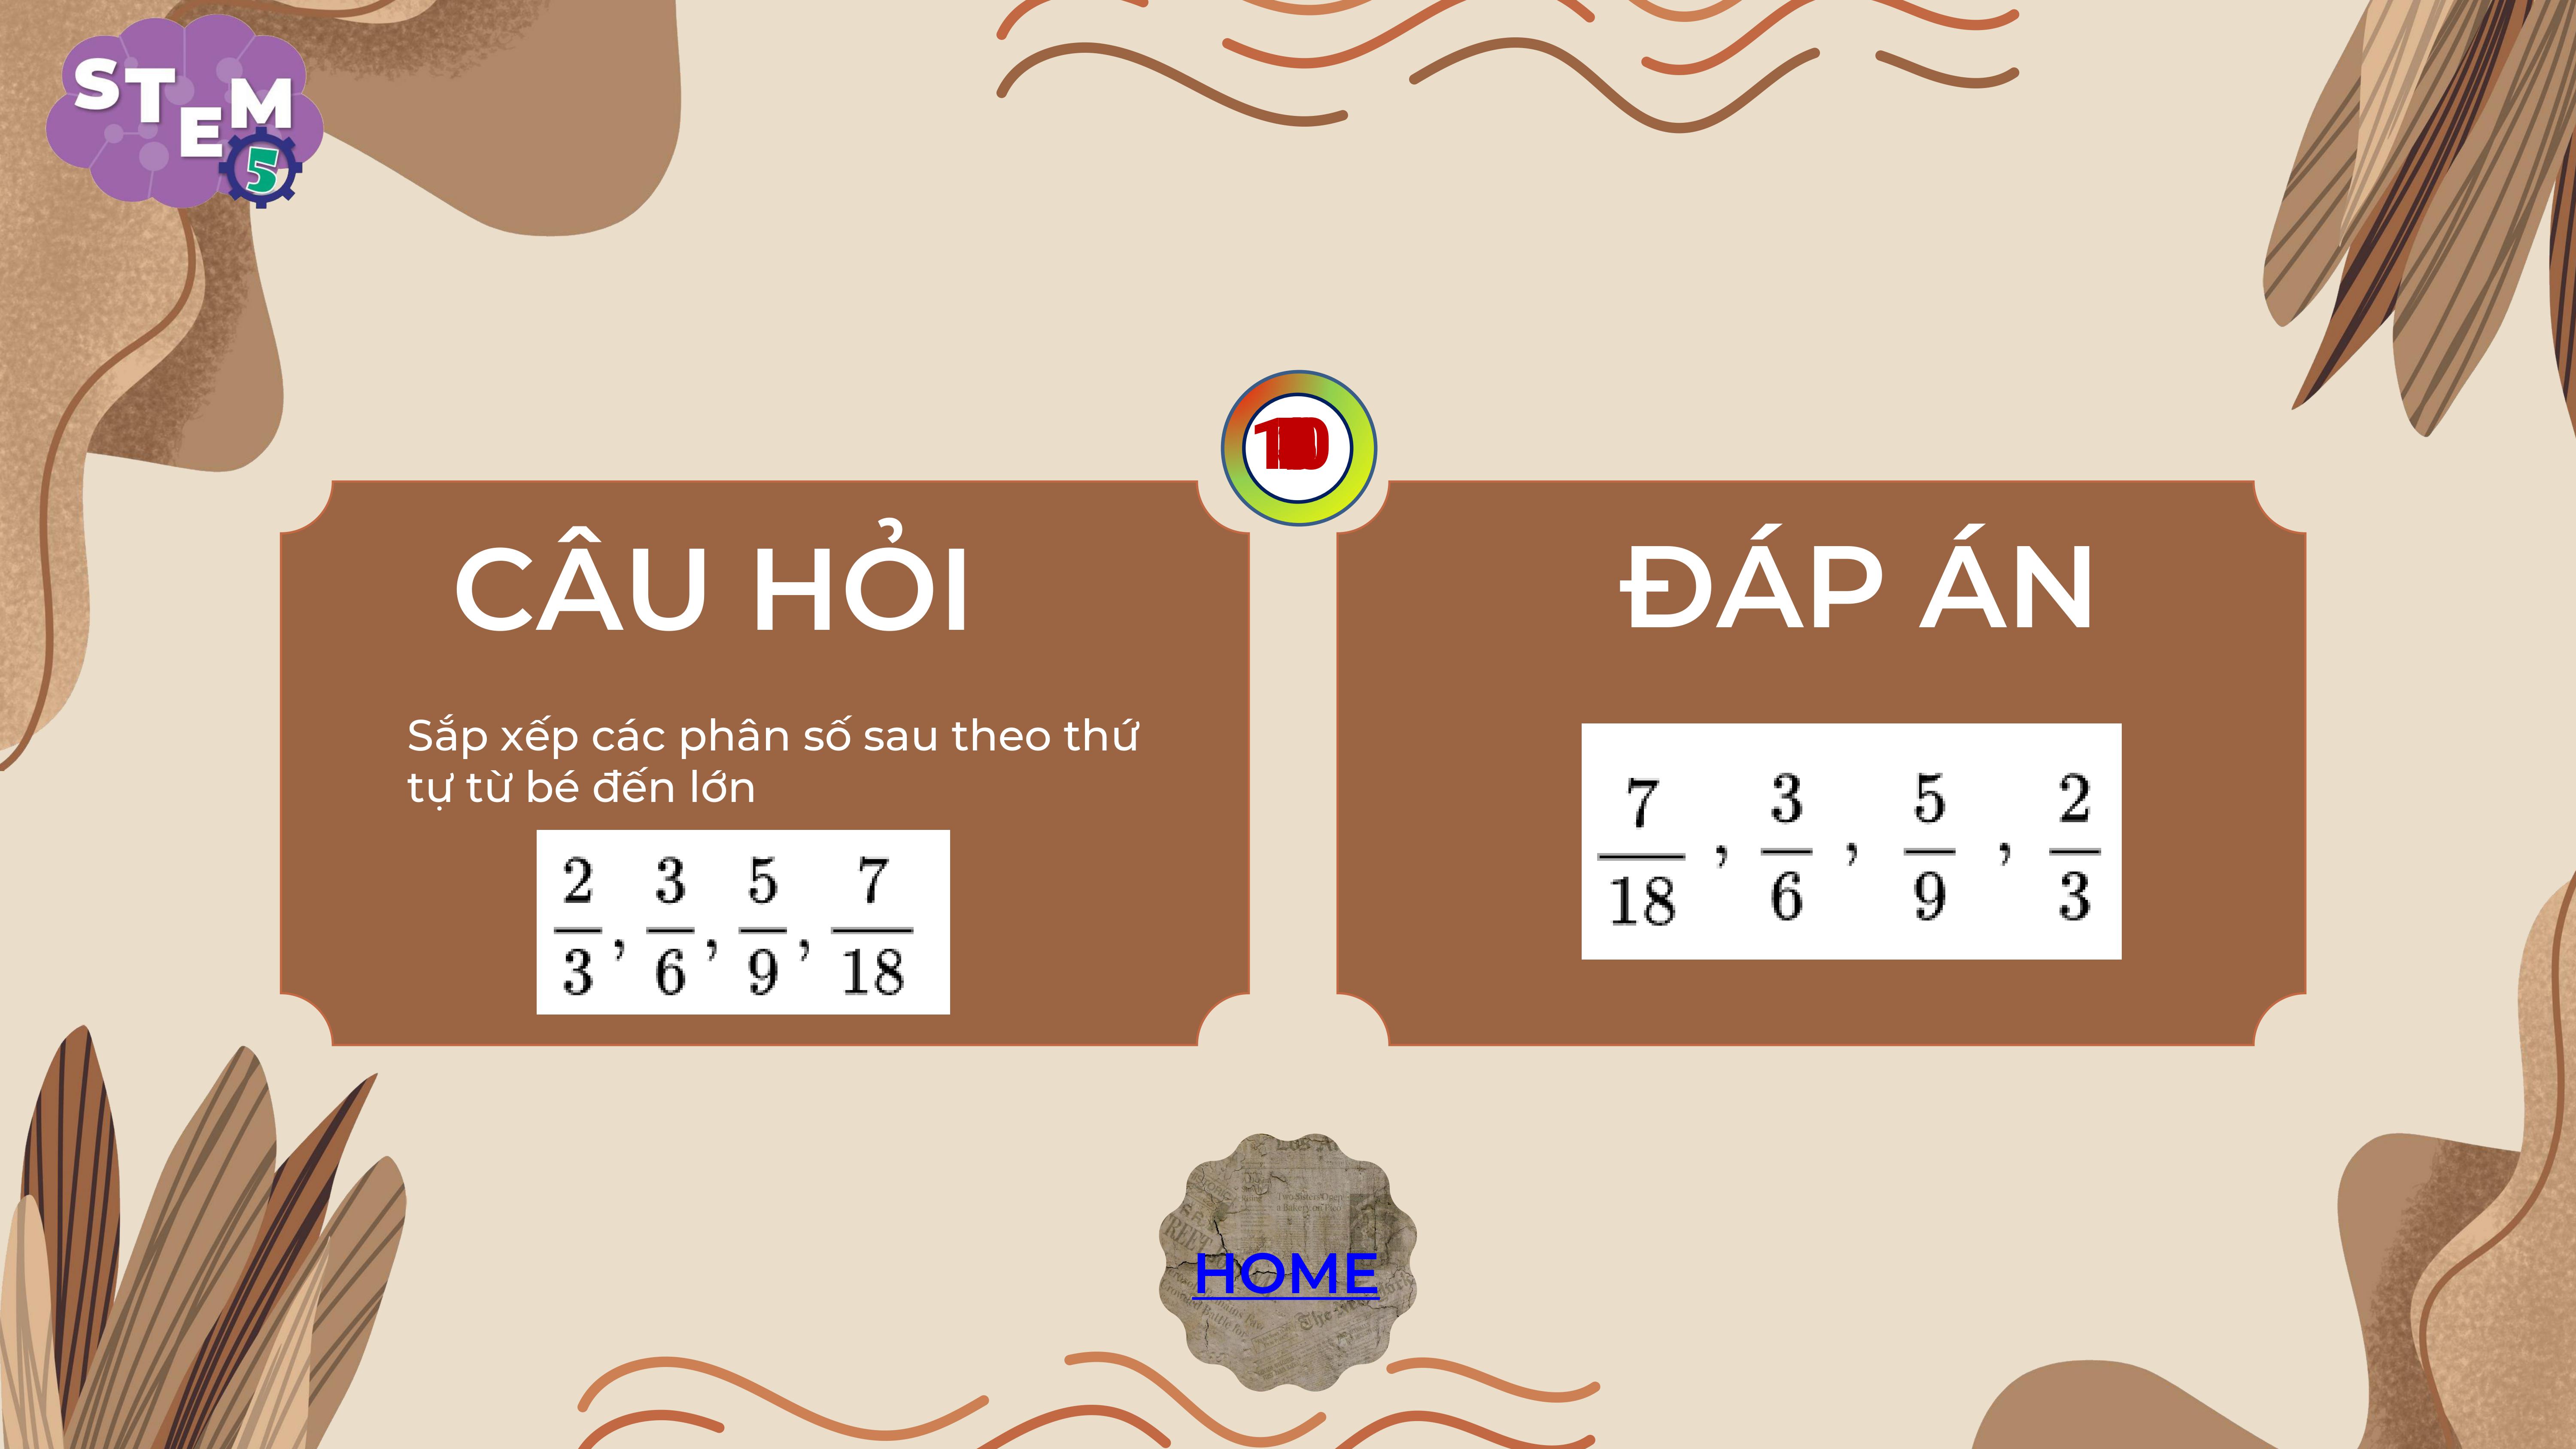 STEM
5
10
CÂU HỎI
Sắp xếp các phân số sau theo thứ
tự từ bé đến lớn
2/3, 3/6, 5/9, 7/18
ĐÁP ÁN
7/18 , 3/6 , 5/9 , 2/3
HOME